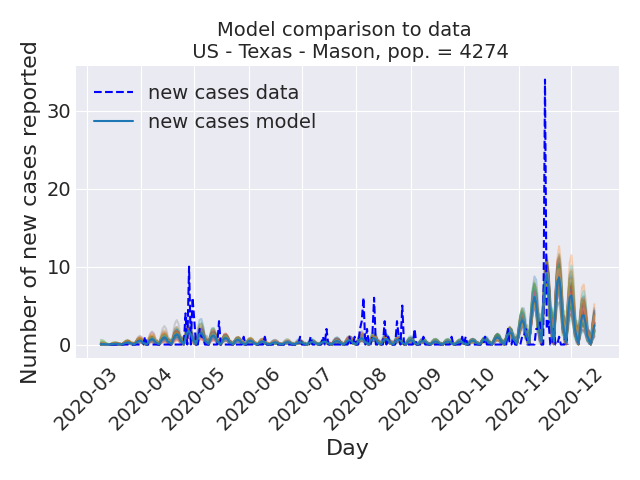 Model comparison to data
US - Texas - Mason, pop. = 4274
Number of new cases reported
30
20
10
0
new cases data
new cases model
2020-03
2020-04
2020-05
2020-06
2020-07
2020-08
2020-09
2020-10
2020-11
2020-12
Day